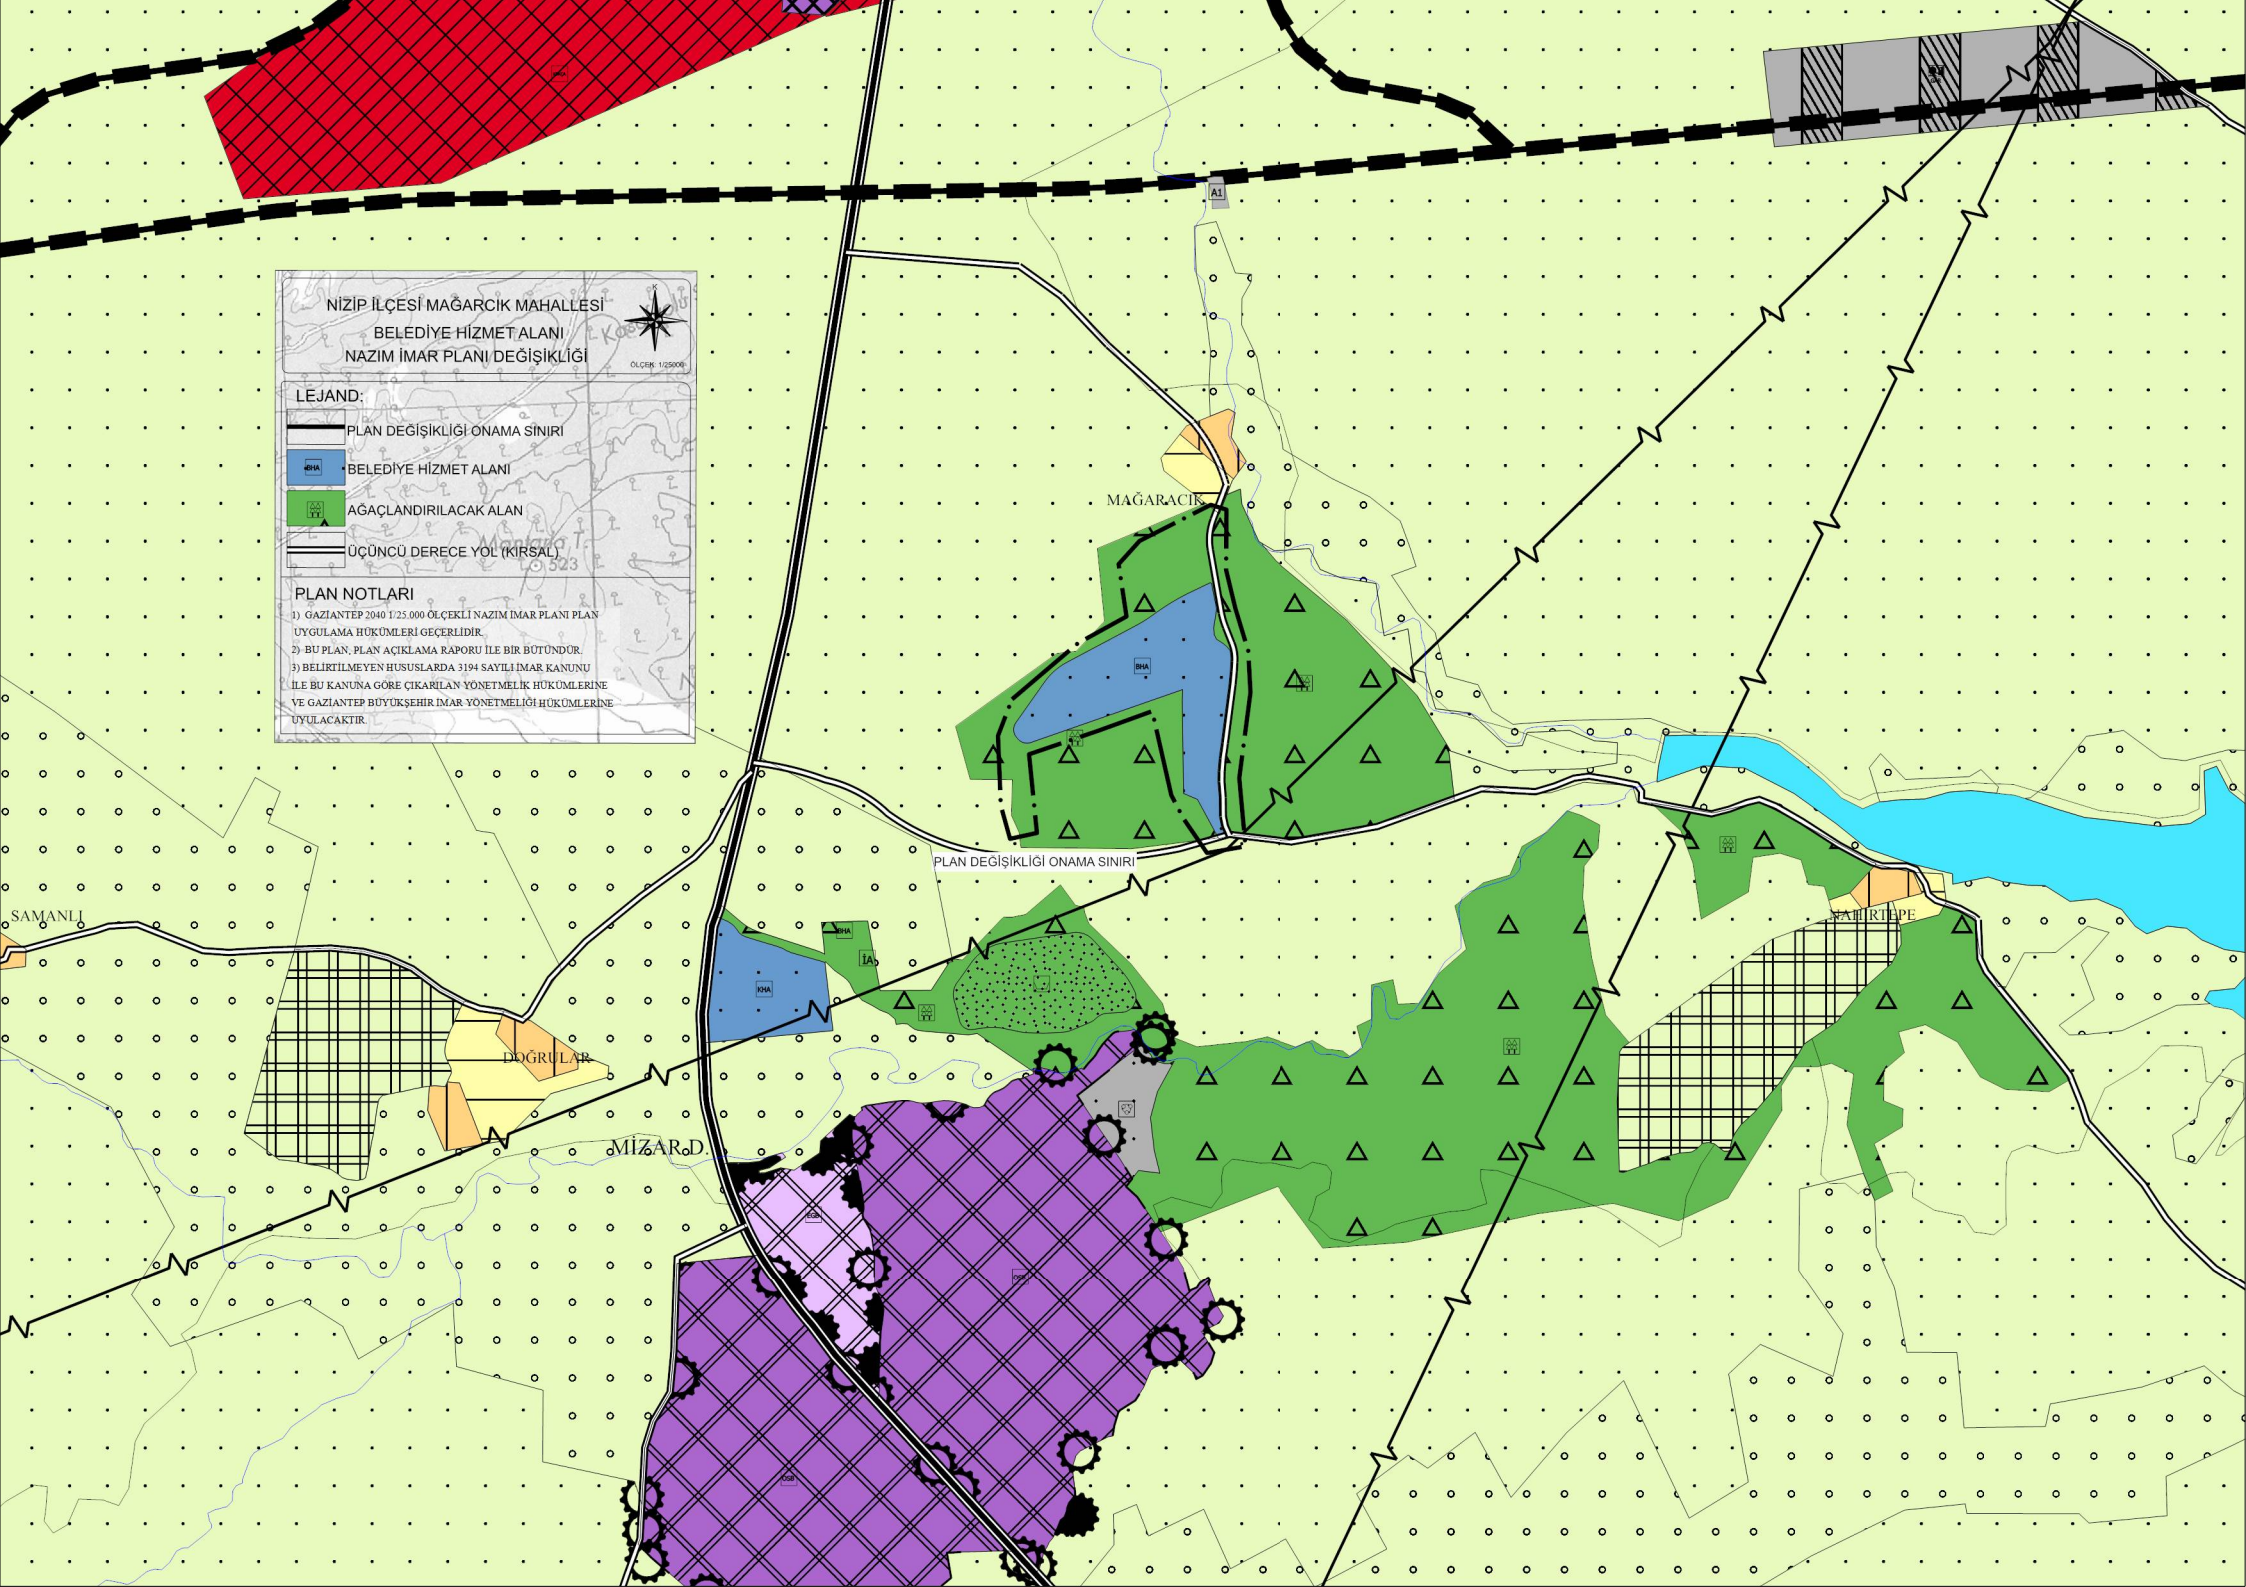 A1
NİZİP İLÇESİ MAĞARCIK MAHALLESİ
BELEDİYE HİZMET ALANI
NAZIM İMAR PLANI DEĞİŞİKLİĞİ
K
ÖLÇEK: 1/25000
LEJAND:
PLAN DEĞİŞİKLİĞİ ONAMA SINIRI
BHA
BELEDİYE HİZMET ALANI
AĞAÇLANDIRILACAK ALAN
ÜÇÜNCÜ DERECE YOL (KIRSAL)
523
PLAN NOTLARI
1) GAZİANTEP 2040 1/25.000 ÖLÇEKLİ NAZIM İMAR PLANI PLAN
UYGULAMA HÜKÜMLERİ GEÇERLİDİR.
2) BU PLAN, PLAN AÇIKLAMA RAPORU İLE BİR BÜTÜNDÜR.
3) BELİRTİLMEYEN HUSUSLARDA 3194 SAYILI İMAR KANUNU
İLE BU KANUNA GÖRE ÇIKARILAN YÖNETMELİK HÜKÜMLERİNE
VE GAZİANTEP BÜYÜKŞEHİR İMAR YÖNETMELİĞİ HÜKÜMLERİNE
UYULACAKTIR.
MAĞARACIK
BHA
PLAN DEĞİŞİKLİĞİ ONAMA SINIRI
SAMANLI
NAHIRTEPE
BHA
İA
KHA
DOĞRULAR
MİZAR D.
OSB